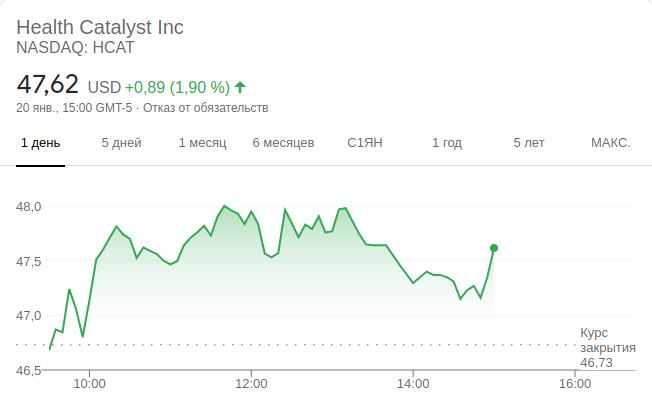 Health Catalyst Inc
NASDAQ: HCAT
47,62 USD +0,89 (1,90 %)
20 янв., 15:00 GMT-5 · Отказ от обязательств
1 день 5 дней 1 месяц 6 месяцев С1ЯН 1 год 5 лет МАКС.
48,0
47,5
47,0
Курс
закрытия
46,73
46,5
10:00 12:00 14:00 16:00